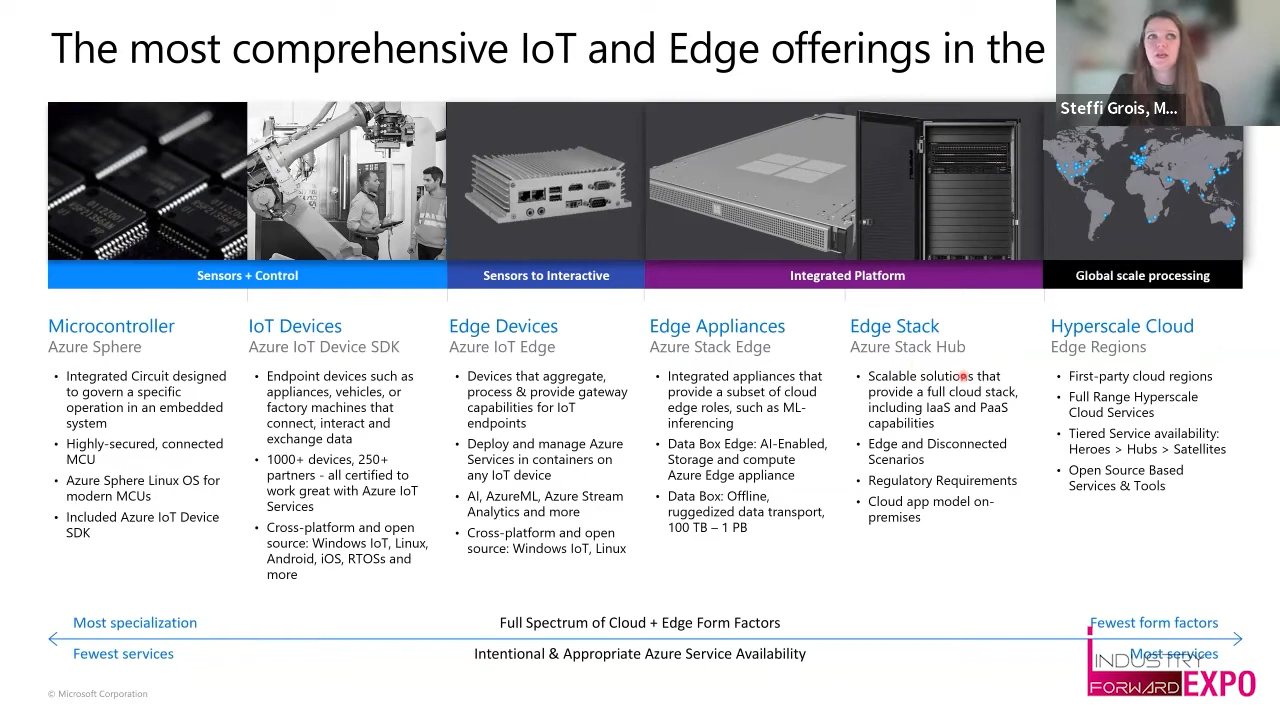 The most comprehensive IoT and Edge offerings in the
Steffi Grois, M...
Sensors + Control
Sensors to Interactive
Integrated Platform
Global scale processing
Microcontroller
Azure Sphere
• Integrated Circuit designed
to govern a specific
operation in an embedded
system
• Highly-secured, connected
MCU
• Azure Sphere Linux OS for
modern MCUs
• Included Azure IoT Device
SDK
IoT Devices
Azure IoT Device SDK
• Endpoint devices such as
appliances, vehicles, or
factory machines that
connect, interact and
exchange data
• 1000+ devices, 250+
partners - all certified to
work great with Azure IoT
Services
• Cross-platform and open
source: Windows IoT, Linux,
Android, iOS, RTOSs and
more
Edge Devices
Azure IoT Edge
• Devices that aggregate,
process & provide gateway
capabilities for IoT
endpoints
• Deploy and manage Azure
Services in containers on
any IoT device
• AI, AzureML, Azure Stream
Analytics and more
• Cross-platform and open
source: Windows IoT, Linux
Edge Appliances
Azure Stack Edge
• Integrated appliances that
provide a subset of cloud
edge roles, such as ML-
inferencing
• Data Box Edge: AI-Enabled,
Storage and compute
Azure Edge appliance
• Data Box: Offline,
ruggedized data transport,
100 TB – 1 PB
Edge Stack
Azure Stack Hub
• Scalable solutions that
provide a full cloud stack,
including IaaS and PaaS
capabilities
• Edge and Disconnected
Scenarios
• Regulatory Requirements
• Cloud app model on-
premises
Hyperscale Cloud
Edge Regions
• First-party cloud regions
• Full Range Hyperscale
Cloud Services
• Tiered Service availability:
Heroes > Hubs > Satellites
• Open Source Based
Services & Tools
Most specialization
Full Spectrum of Cloud + Edge Form Factors
Fewest form factors
Fewest services
Intentional & Appropriate Azure Service Availability
Most services
INDUSTRY
FORWARD EXPO
© Microsoft Corporation